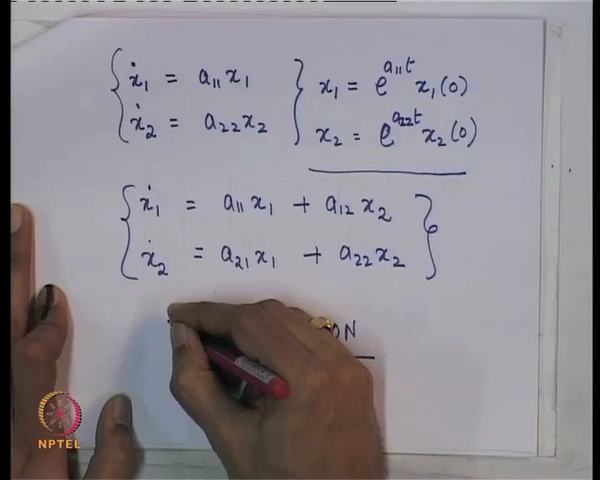 ẋ₁ = a₁₁x₁
ẋ₂ = a₂₂x₂
x₁ = e^{a₁₁t} x₁(0)
x₂ = e^{a₂₂t} x₂(0)
ẋ₁ = a₁₁x₁ + a₁₂x₂
ẋ₂ = a₂₁x₁ + a₂₂x₂
NPTEL